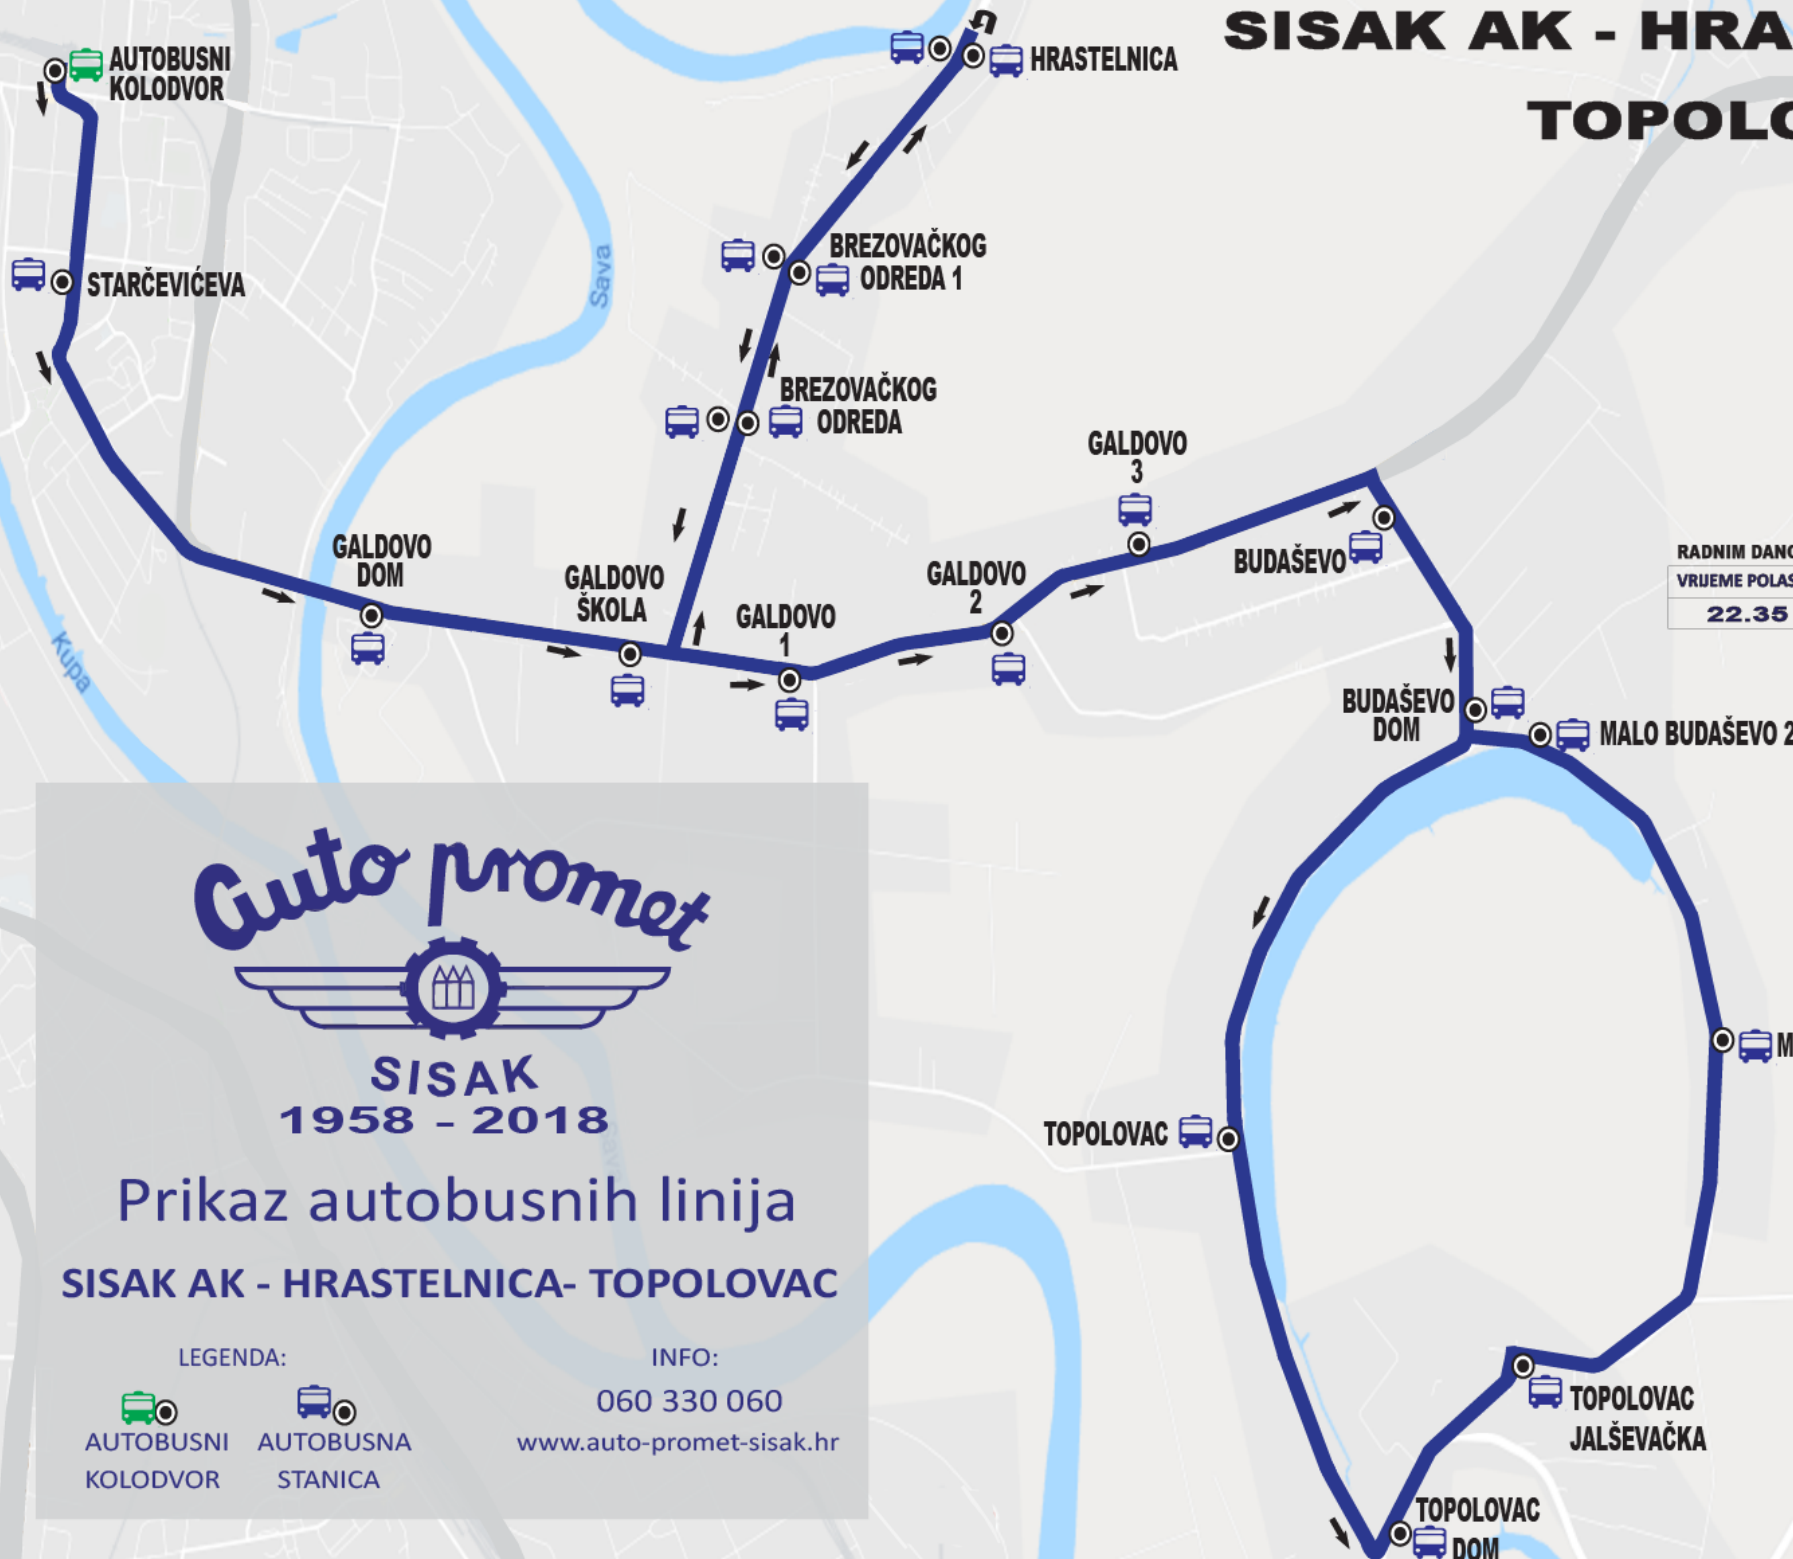 SISAK AK - HRA
TOPOLO
AUTOBUSNI
KOLODVOR
HRASTELNICA
STARČEVIĆEVA
Sava
BREZOVAČKOG
ODREDA 1
BREZOVAČKOG
ODREDA
GALDOVO
3
GALDOVO
DOM
GALDOVO
ŠKOLA
GALDOVO
1
GALDOVO
2
BUDAŠEVO
RADNIM DANO
VRIJEME POLAS
22.35
Kupa
BUDAŠEVO
DOM
MALO BUDAŠEVO 2
M
TOPOLOVAC
TOPOLOVAC
JALŠEVAČKA
TOPOLOVAC
DOM
Auto promet
SISAK
1958 - 2018
Sava
Prikaz autobusnih linija
SISAK AK - HRASTELNICA- TOPOLOVAC
LEGENDA:
AUTOBUSNI
KOLODVOR
AUTOBUSNA
STANICA
INFO:
060 330 060
www.auto-promet-sisak.hr